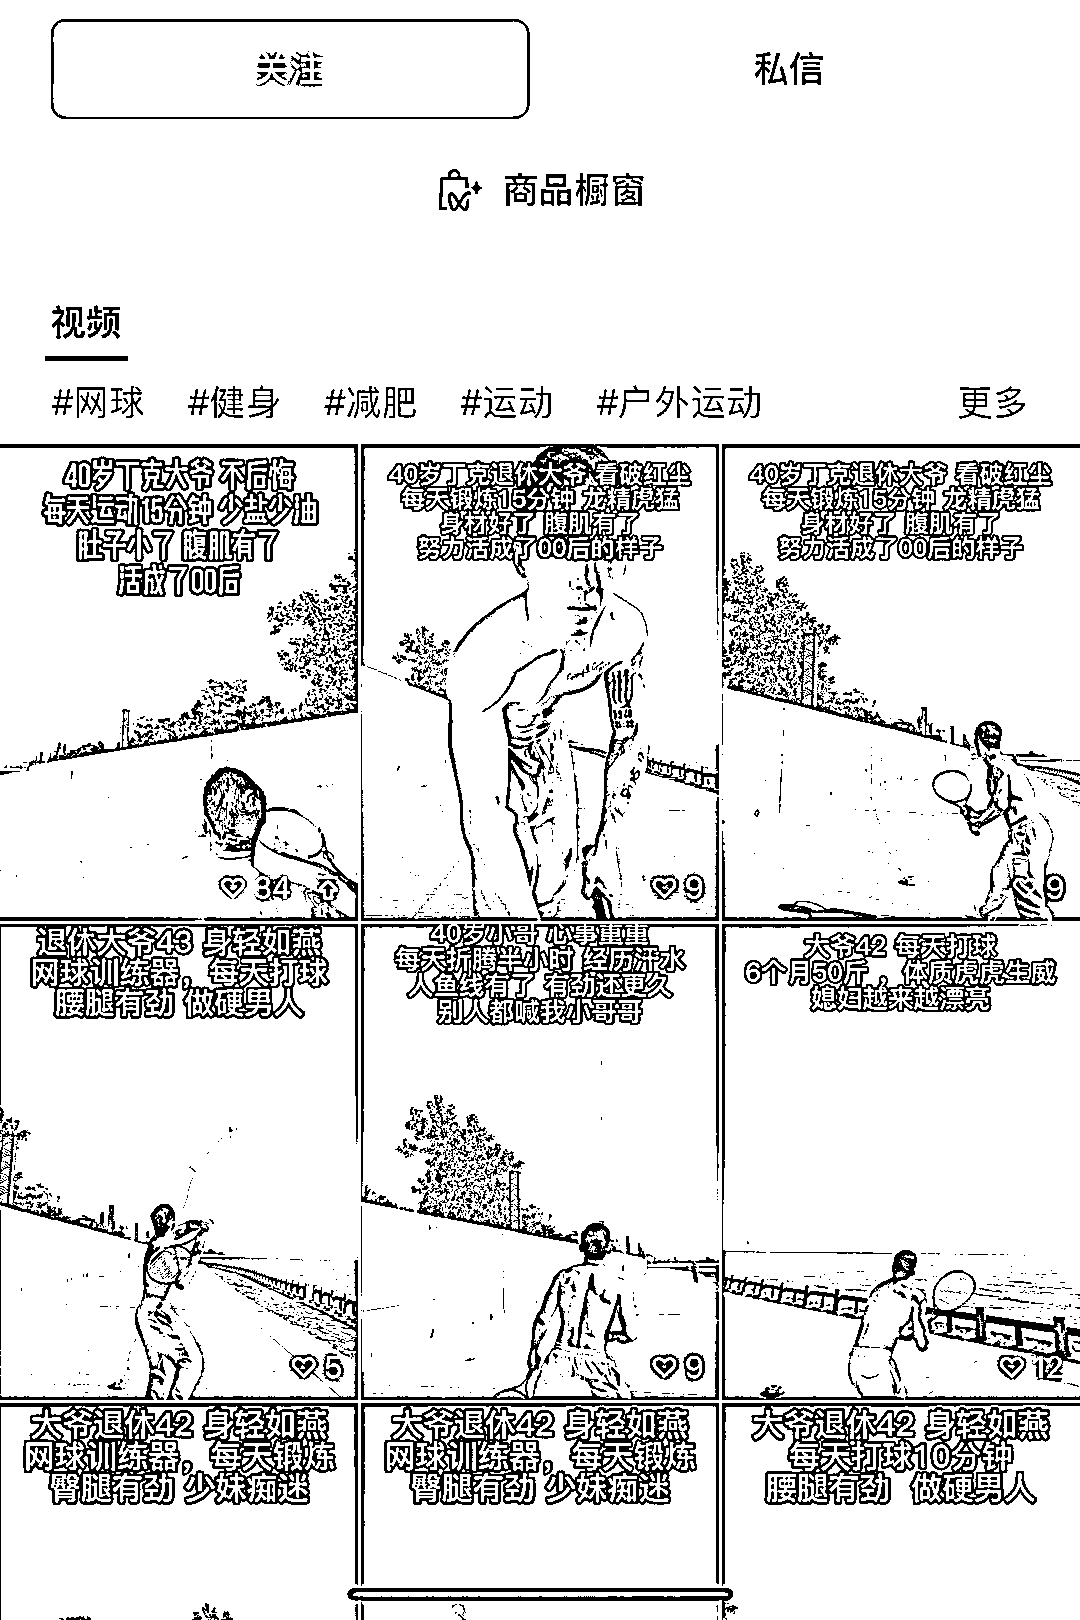 关注
私信
商品橱窗
视频
#网球 #健身 #减肥 #运动 #户外运动 更多
40岁丁克大爷 不后悔
每天运动15分钟 少盐少油
肚子小了 腹肌有了
活成了00后
84
40岁丁克退休大爷 看破红尘
每天锻炼15分钟 龙精虎猛
身材好了 腹肌有了
努力活成了00后的样子
9
40岁丁克退休大爷 看破红尘
每天锻炼15分钟 龙精虎猛
身材好了 腹肌有了
努力活成了00后的样子
9
退休大爷43 身轻如燕
网球训练器，每天打球
腰腿有劲 做硬男人
5
40岁小哥 心事重重
每天折腾半小时 经历汗水
人鱼线有了 有劲还更久
别人都喊我小哥哥
9
大爷42 每天打球
6个月50斤 ，体质虎虎生威
媳妇越来越漂亮
12
大爷退休42 身轻如燕
网球训练器，每天锻炼
臀腿有劲 少妹痴迷
大爷退休42 身轻如燕
网球训练器，每天锻炼
臀腿有劲 少妹痴迷
大爷退休42 身轻如燕
每天打球10分钟
腰腿有劲 做硬男人